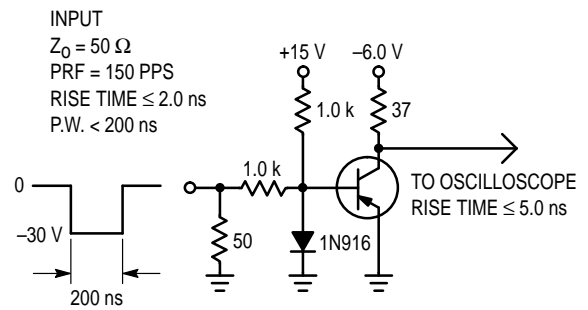 INPUT
Zo = 50 Ω
PRF = 150 PPS
RISE TIME ≤ 2.0 ns
P.W. < 200 ns
+15 V
–6.0 V
1.0 k
37
1.0 k
0
–30 V
50
1N916
200 ns
TO OSCILLOSCOPE
RISE TIME ≤ 5.0 ns